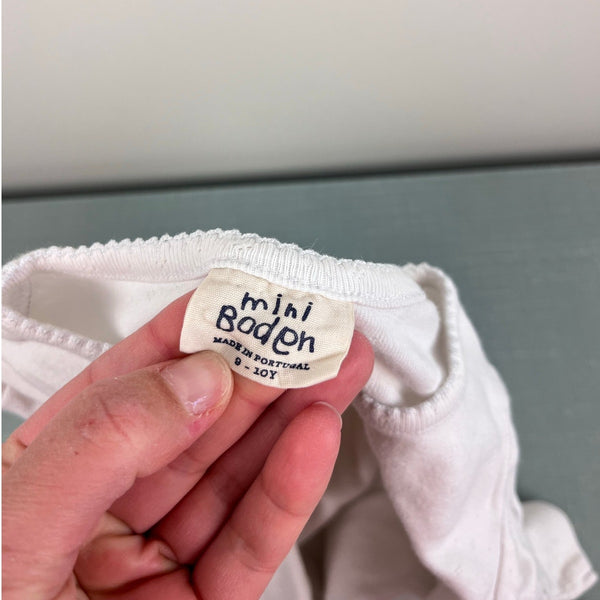 mini
Boden
MADE IN PORTUGAL
9 - 10Y